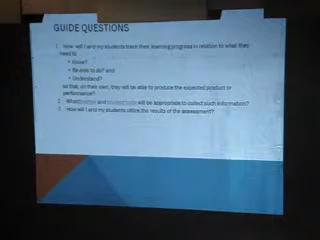 GUIDE QUESTIONS
1. How will I and my students track their learning progress in relation to what they
need to
• Know?
• Be able to do? and
• Understand?
so that, on their own, they will be able to produce the expected product or
performance?
2. What and will be appropriate to collect such information?
3. How will I and my students utilize the results of the assessment?